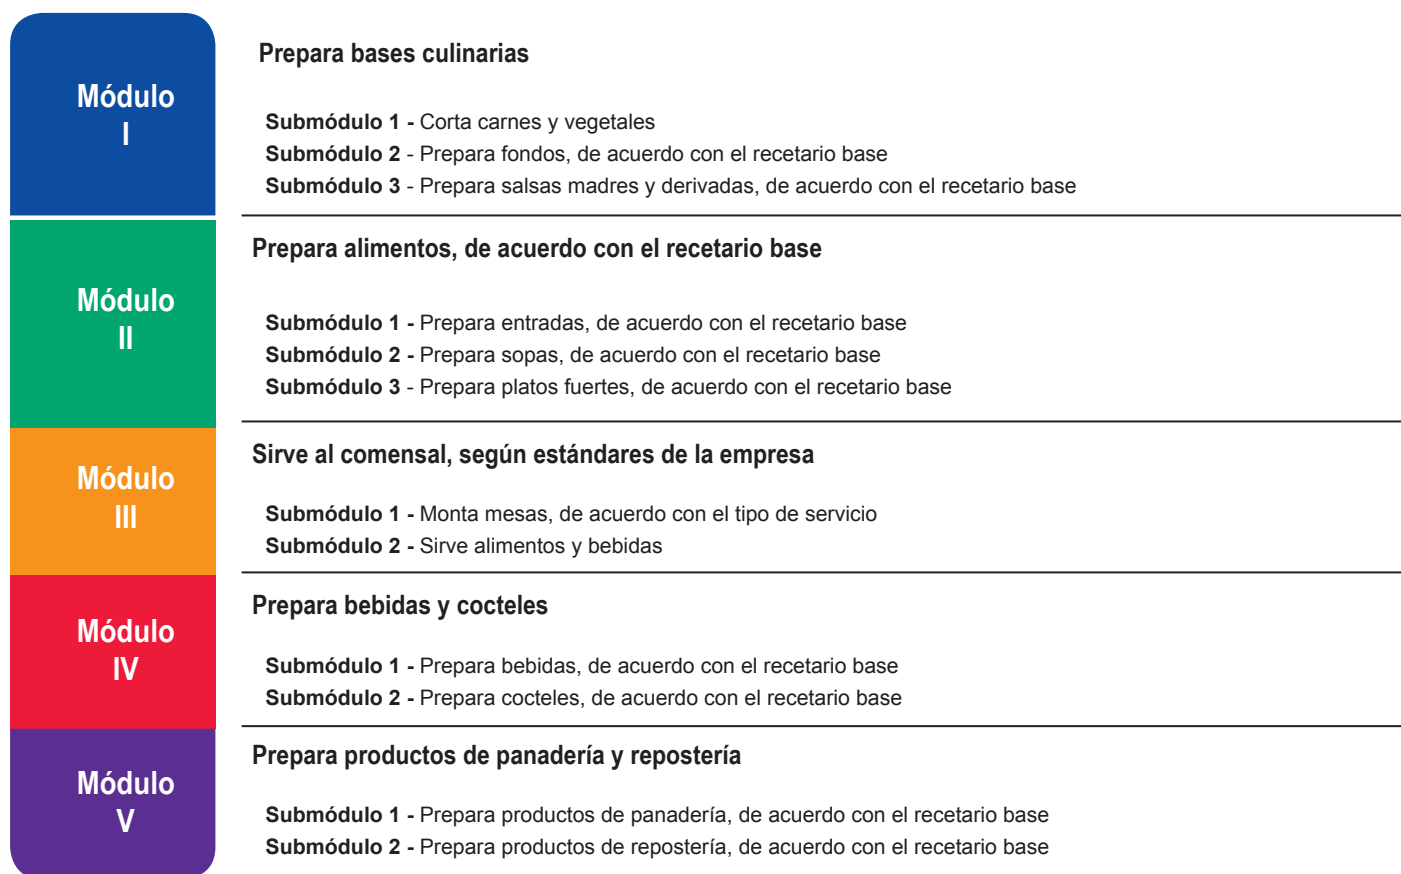 Módulo
I
Prepara bases culinarias
Submódulo 1 - Corta carnes y vegetales
Submódulo 2 - Prepara fondos, de acuerdo con el recetario base
Submódulo 3 - Prepara salsas madres y derivadas, de acuerdo con el recetario base
Módulo
II
Prepara alimentos, de acuerdo con el recetario base
Submódulo 1 - Prepara entradas, de acuerdo con el recetario base
Submódulo 2 - Prepara sopas, de acuerdo con el recetario base
Submódulo 3 - Prepara platos fuertes, de acuerdo con el recetario base
Módulo
III
Sirve al comensal, según estándares de la empresa
Submódulo 1 - Monta mesas, de acuerdo con el tipo de servicio
Submódulo 2 - Sirve alimentos y bebidas
Módulo
IV
Prepara bebidas y cocteles
Submódulo 1 - Prepara bebidas, de acuerdo con el recetario base
Submódulo 2 - Prepara cocteles, de acuerdo con el recetario base
Módulo
V
Prepara productos de panadería y repostería
Submódulo 1 - Prepara productos de panadería, de acuerdo con el recetario base
Submódulo 2 - Prepara productos de repostería, de acuerdo con el recetario base